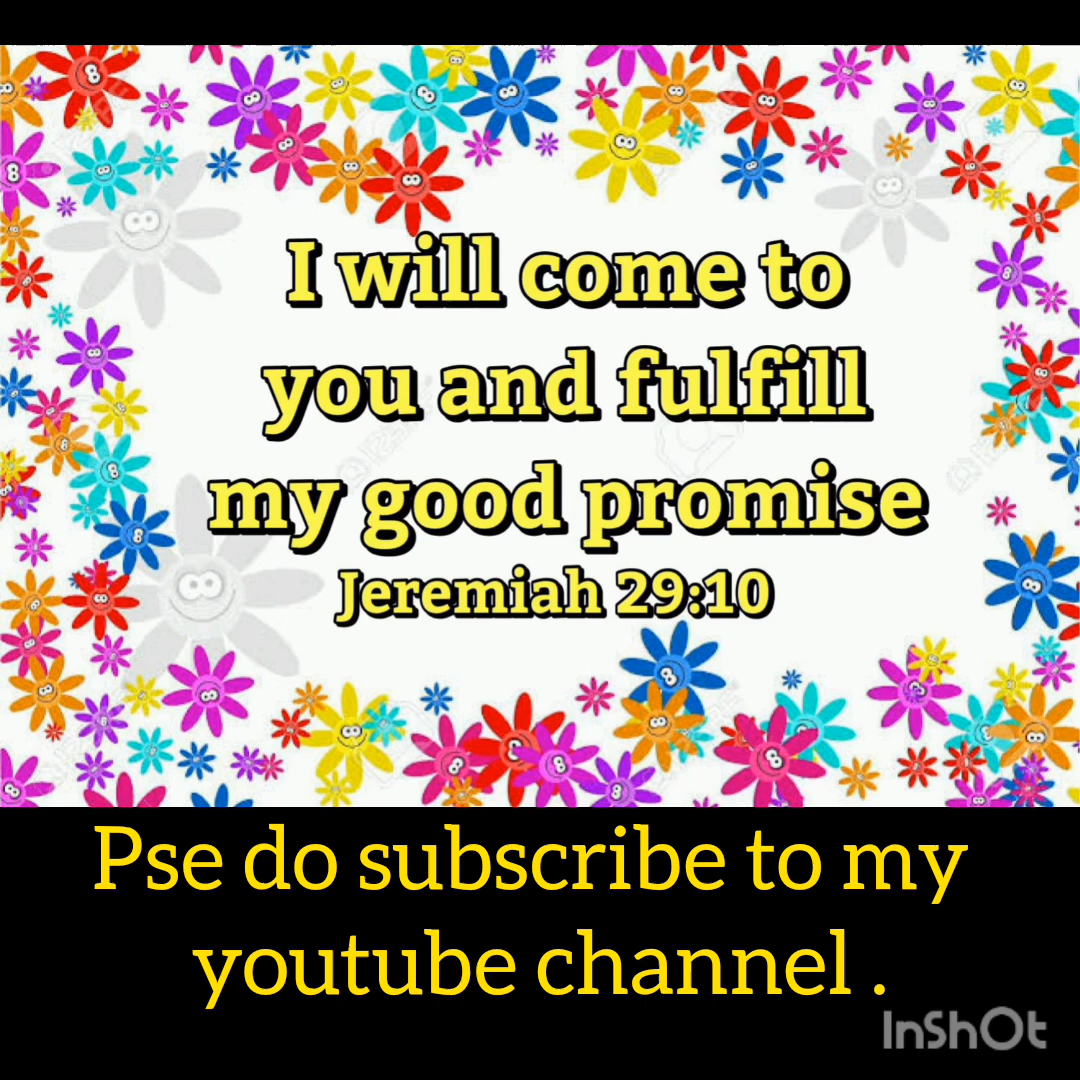 I will come to
you and fulfill
my good promise
Jeremiah 29:10
Pse do subscribe to my
youtube channel .
InShOt